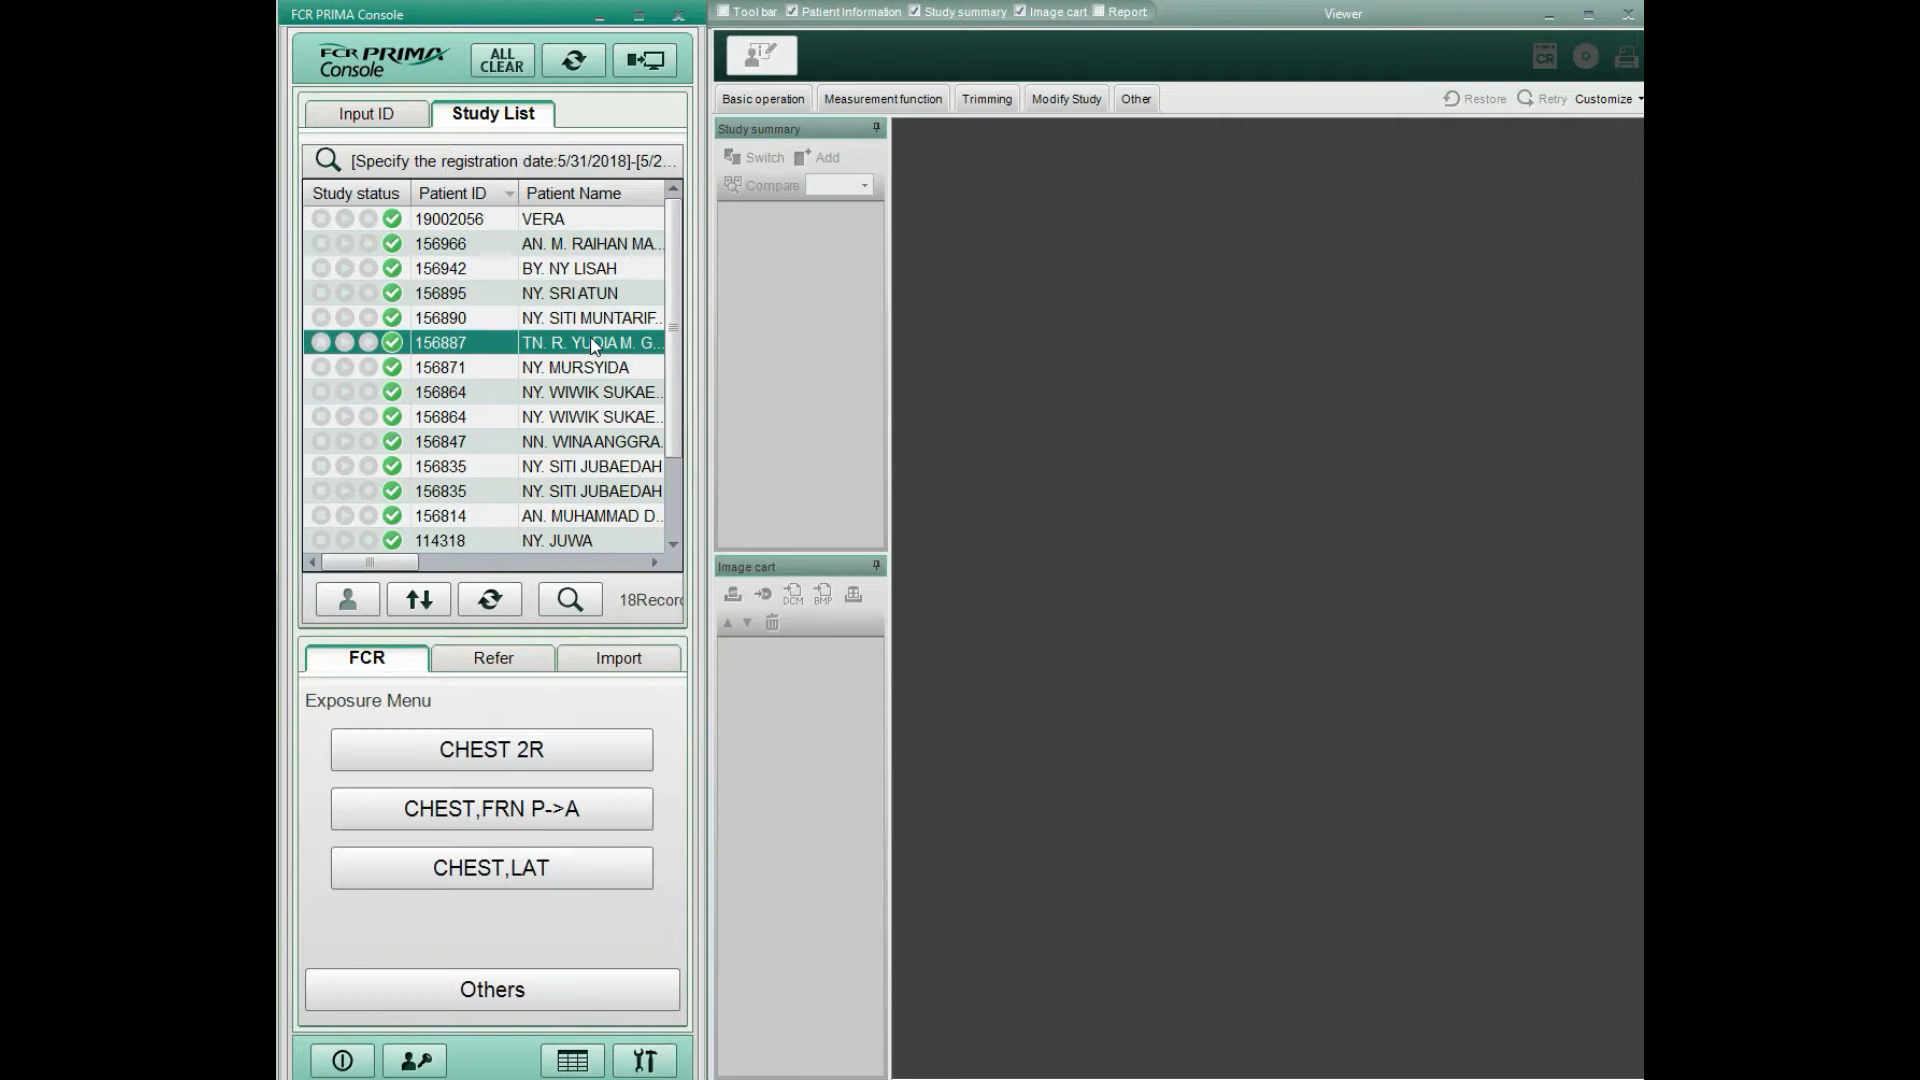 FCR PRIMA Console
FCR PRIMA
Console
ALL
CLEAR
Input ID
Study List
[Specify the registration date:5/31/2018]-[5/2...
Study status Patient ID Patient Name
19002056 VERA
156966 AN. M. RAIHAN MA...
156942 BY. NY LISAH
156895 NY. SRI ATUN
156890 NY. SITI MUNTARIF...
156887 TN. R. YUDIA M. G...
156871 NY. MURSYIDA
156864 NY. WIWIK SUKAE...
156864 NY. WIWIK SUKAE...
156847 NN. WINA ANGGRA...
156835 NY. SITI JUBAEDAH
156835 NY. SITI JUBAEDAH
156814 AN. MUHAMMAD D...
114318 NY. JUWA
18Recor
FCR
Refer
Import
Exposure Menu
CHEST 2R
CHEST,FRN P->A
CHEST,LAT
Others
Tool bar Patient Information Study summary Image cart Report
Viewer
CR
Basic operation Measurement function Trimming Modify Study Other
Restore Retry Customize
Study summary
Switch Add
Compare
Image cart
DCM BMP